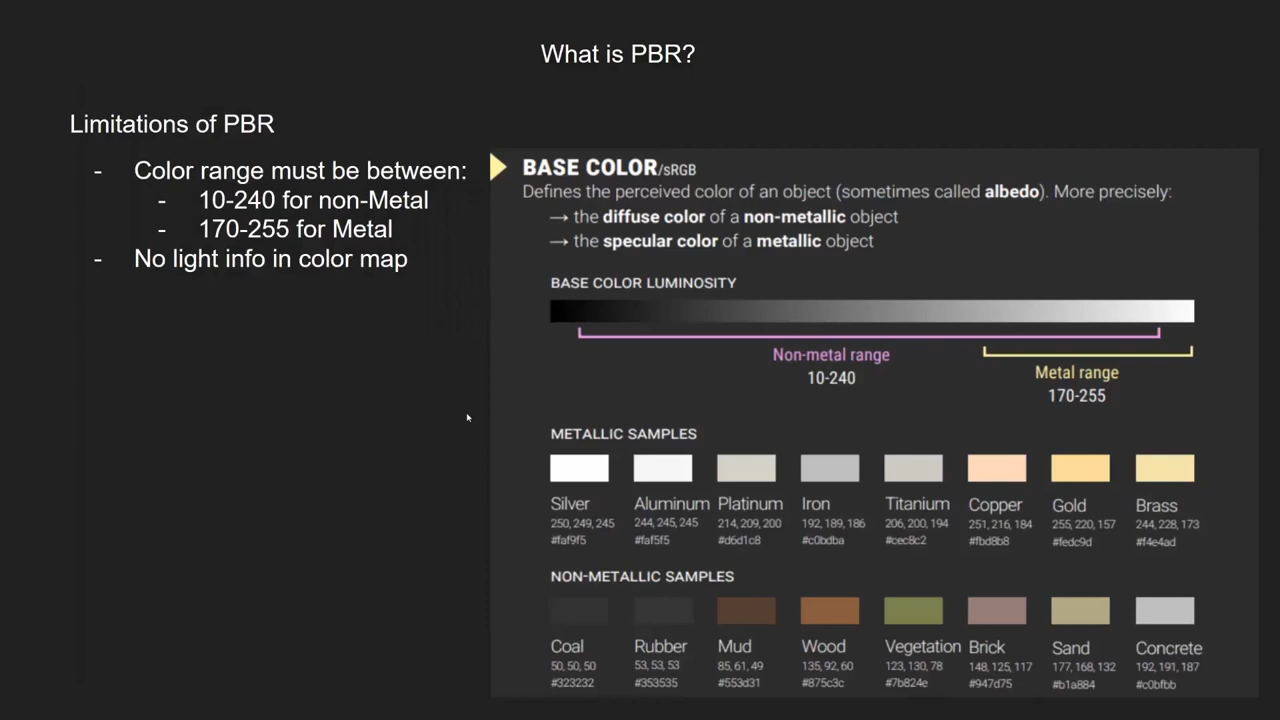 What is PBR?
Limitations of PBR
- Color range must be between:
- 10-240 for non-Metal
- 170-255 for Metal
- No light info in color map
BASE COLOR/sRGB
Defines the perceived color of an object (sometimes called albedo). More precisely:
→ the diffuse color of a non-metallic object
→ the specular color of a metallic object
BASE COLOR LUMINOSITY
Non-metal range
10-240
Metal range
170-255
METALLIC SAMPLES
Silver Aluminum Platinum Iron Titanium Copper Gold Brass
250, 249, 245 244, 245, 245 214, 209, 200 192, 189, 186 206, 200, 194 251, 216, 184 255, 220, 157 244, 228, 173
#faf9f5 #faf5f5 #d6d1c8 #c0bdba #cec8c2 #fbd8b8 #fedc9d #f4e4ad
NON-METALLIC SAMPLES
Coal Rubber Mud Wood Vegetation Brick Sand Concrete
50, 50, 50 53, 53, 53 85, 61, 49 135, 92, 60 123, 130, 78 148, 125, 117 177, 168, 132 192, 191, 187
#323232 #353535 #553d31 #875c3c #7b824e #947d75 #b1a884 #c0bfbb